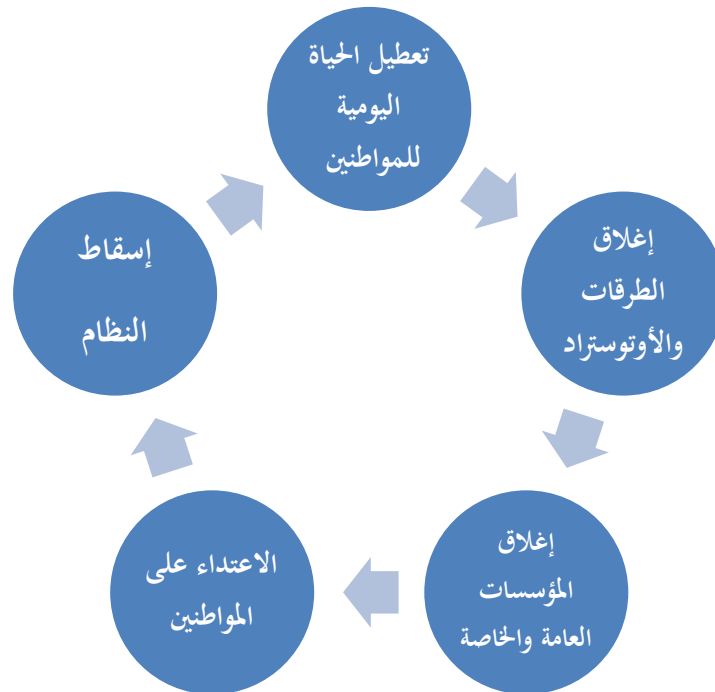 تعطيل الحياة
اليومية
للمواطنين
إغلاق
الطرقات
والأوتوستراد
إغلاق
المؤسسات
العامة والخاصة
الاعتداء على
المواطنين
إسقاط
النظام